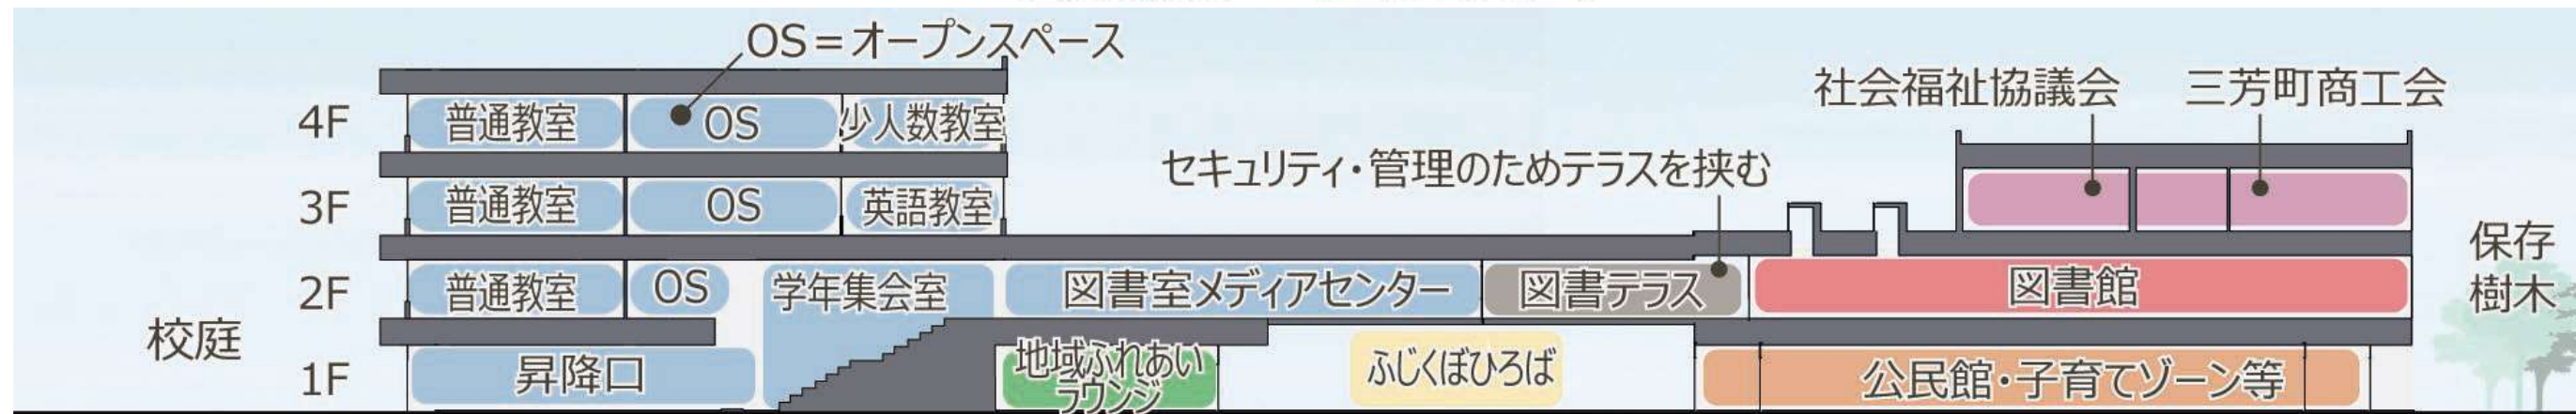 OS=オープンスペース
社会福祉協議会
三芳町商工会
4F
普通教室
OS
少人数教室
セキュリティ・管理のためテラスを挟む
3F
普通教室
OS
英語教室
保存
樹木
2F
普通教室
OS
学年集会室
図書室メディアセンター
図書テラス
図書館
校庭
1F
昇降口
地域ふれあい
ラウンジ
ふじくぼひろば
公民館・子育てゾーン等